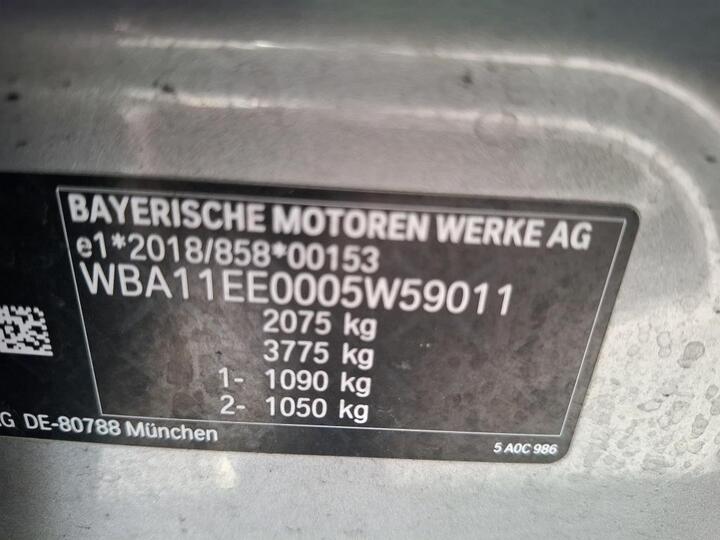 BAYERISCHE MOTOREN WERKE AG
e1*2018/858*00153
WBA11EE0005W59011
2075 kg
3775 kg
1- 1090 kg
2- 1050 kg
DE-80788 München
5 A0C 986